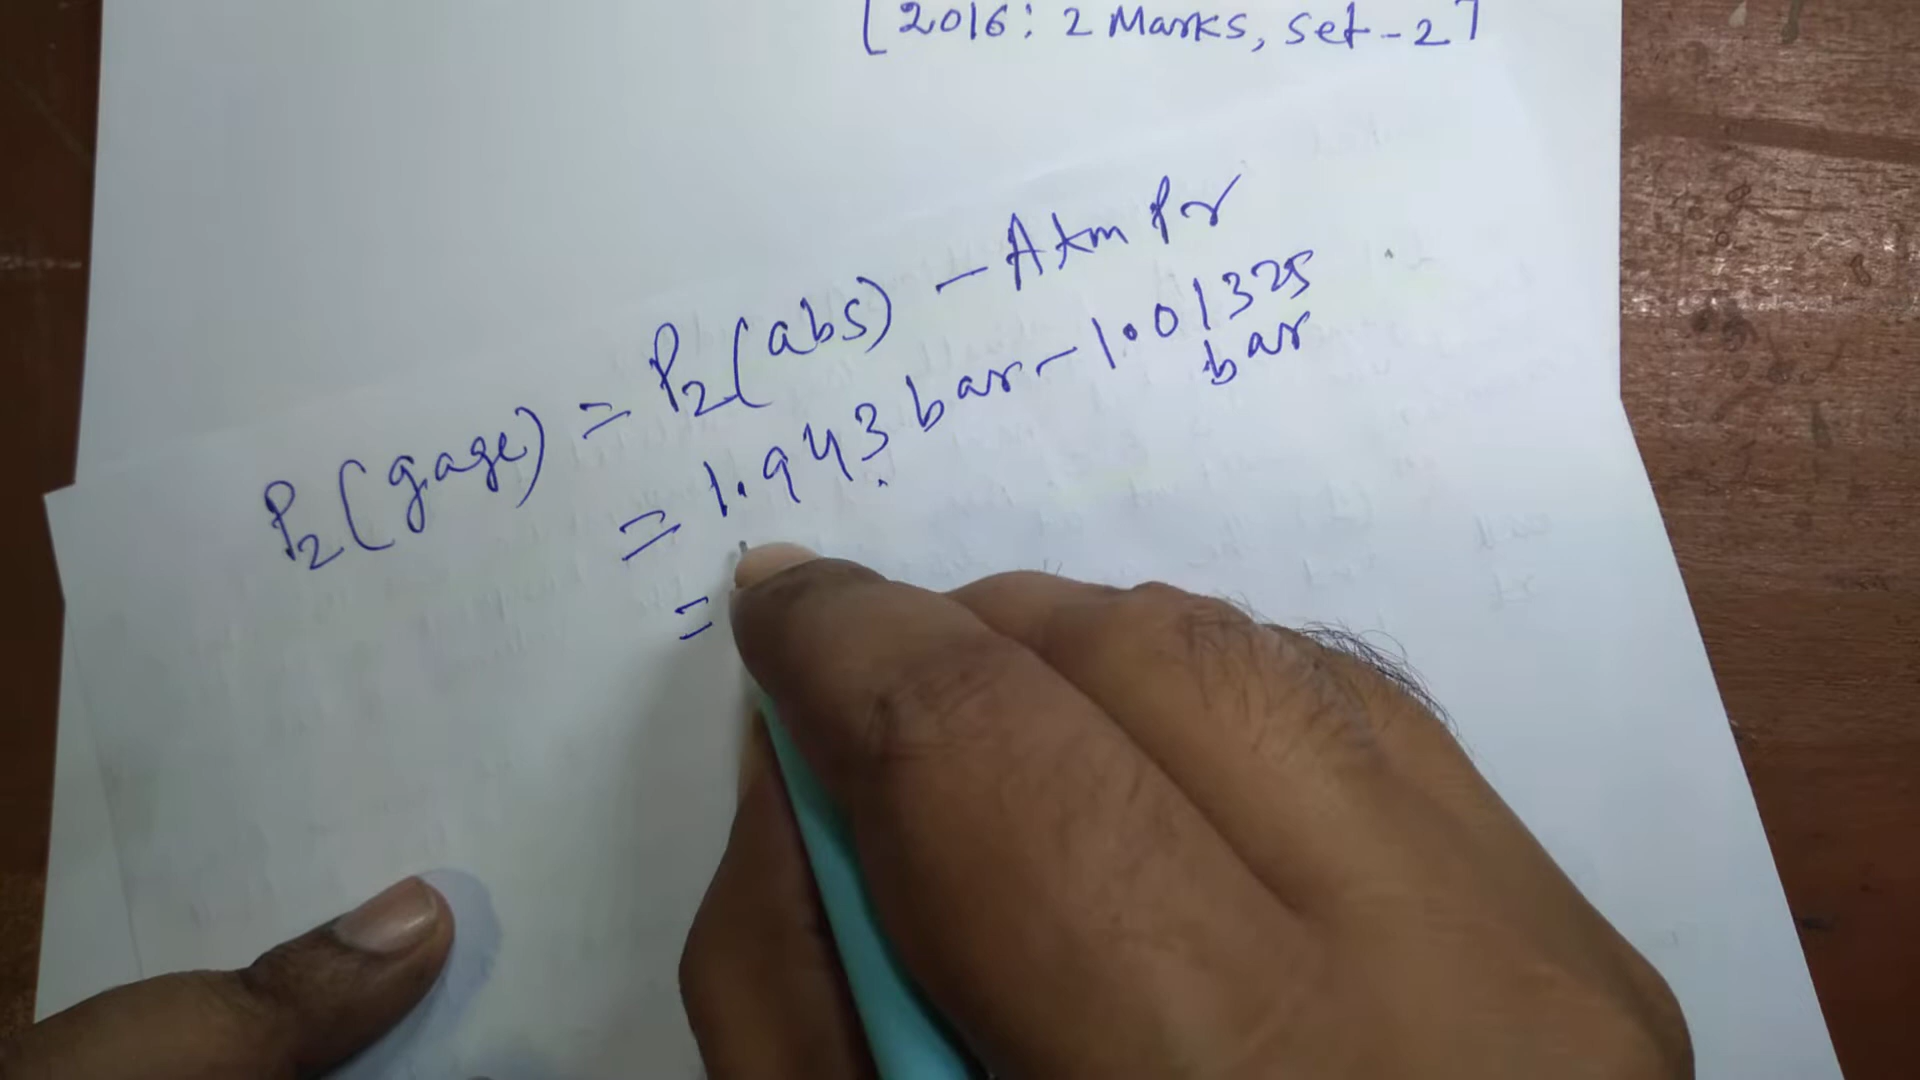 [2016: 2 Marks, Set-2]
P₂(gage) = P₂(abs) - Atm Pr
= 1.943 bar - 1.01325 bar
=